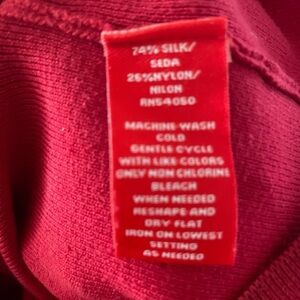 74% SILK/
SEDA
26%NYLON/
NILON
RN54050
MACHINE WASH
COLD
GENTLE CYCLE
WITH LIKE COLORS
ONLY NON CHLORINE
BLEACH
WHEN NEEDED
RESHAPE AND
DRY FLAT
IRON ON LOWEST
SETTING
AS NEEDED